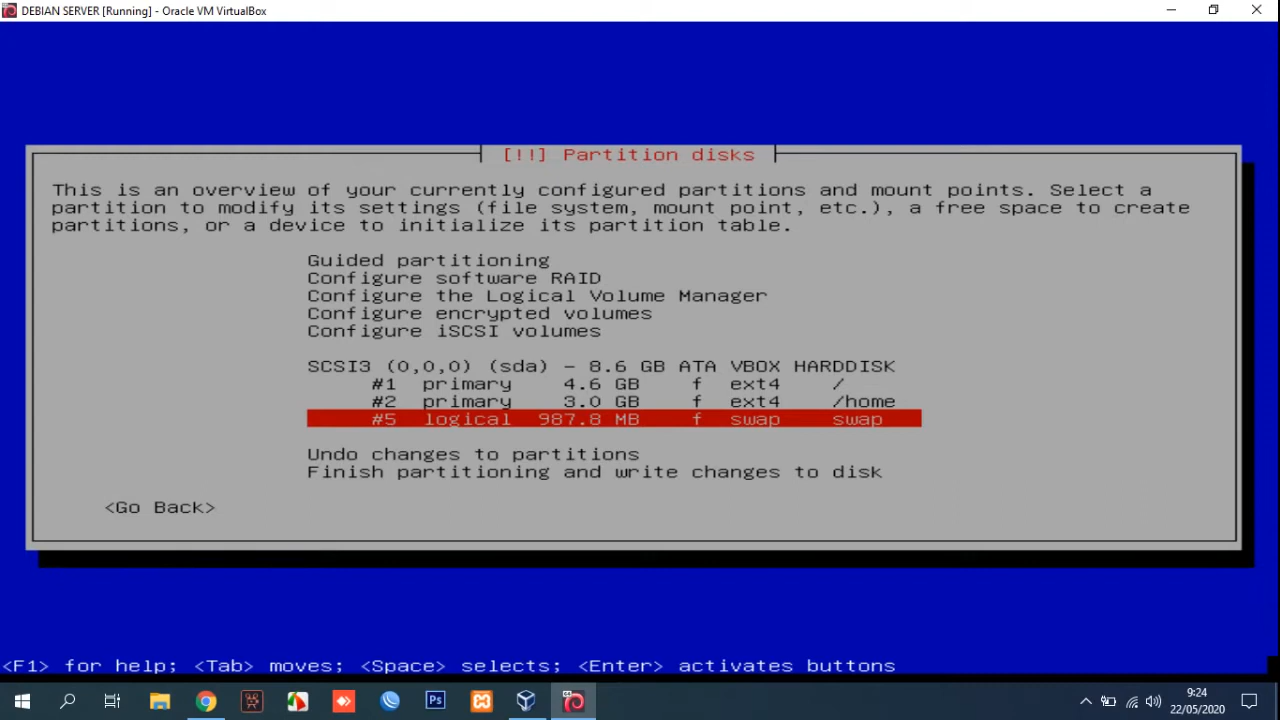 DEBIAN SERVER [Running] - Oracle VM VirtualBox
[!!] Partition disks
This is an overview of your currently configured partitions and mount points. Select a
partition to modify its settings (file system, mount point, etc.), a free space to create
partitions, or a device to initialize its partition table.
Guided partitioning
Configure software RAID
Configure the Logical Volume Manager
Configure encrypted volumes
Configure iSCSI volumes
SCSI3 (0,0,0) (sda) - 8.6 GB ATA VBOX HARDDISK
#1 primary 4.6 GB f ext4 /
#2 primary 3.0 GB f ext4 /home
#5 logical 987.8 MB f swap swap
Undo changes to partitions
Finish partitioning and write changes to disk
<Go Back>
<F1> for help; <Tab> moves; <Space> selects; <Enter> activates buttons
Ps
9:24
22/05/2020